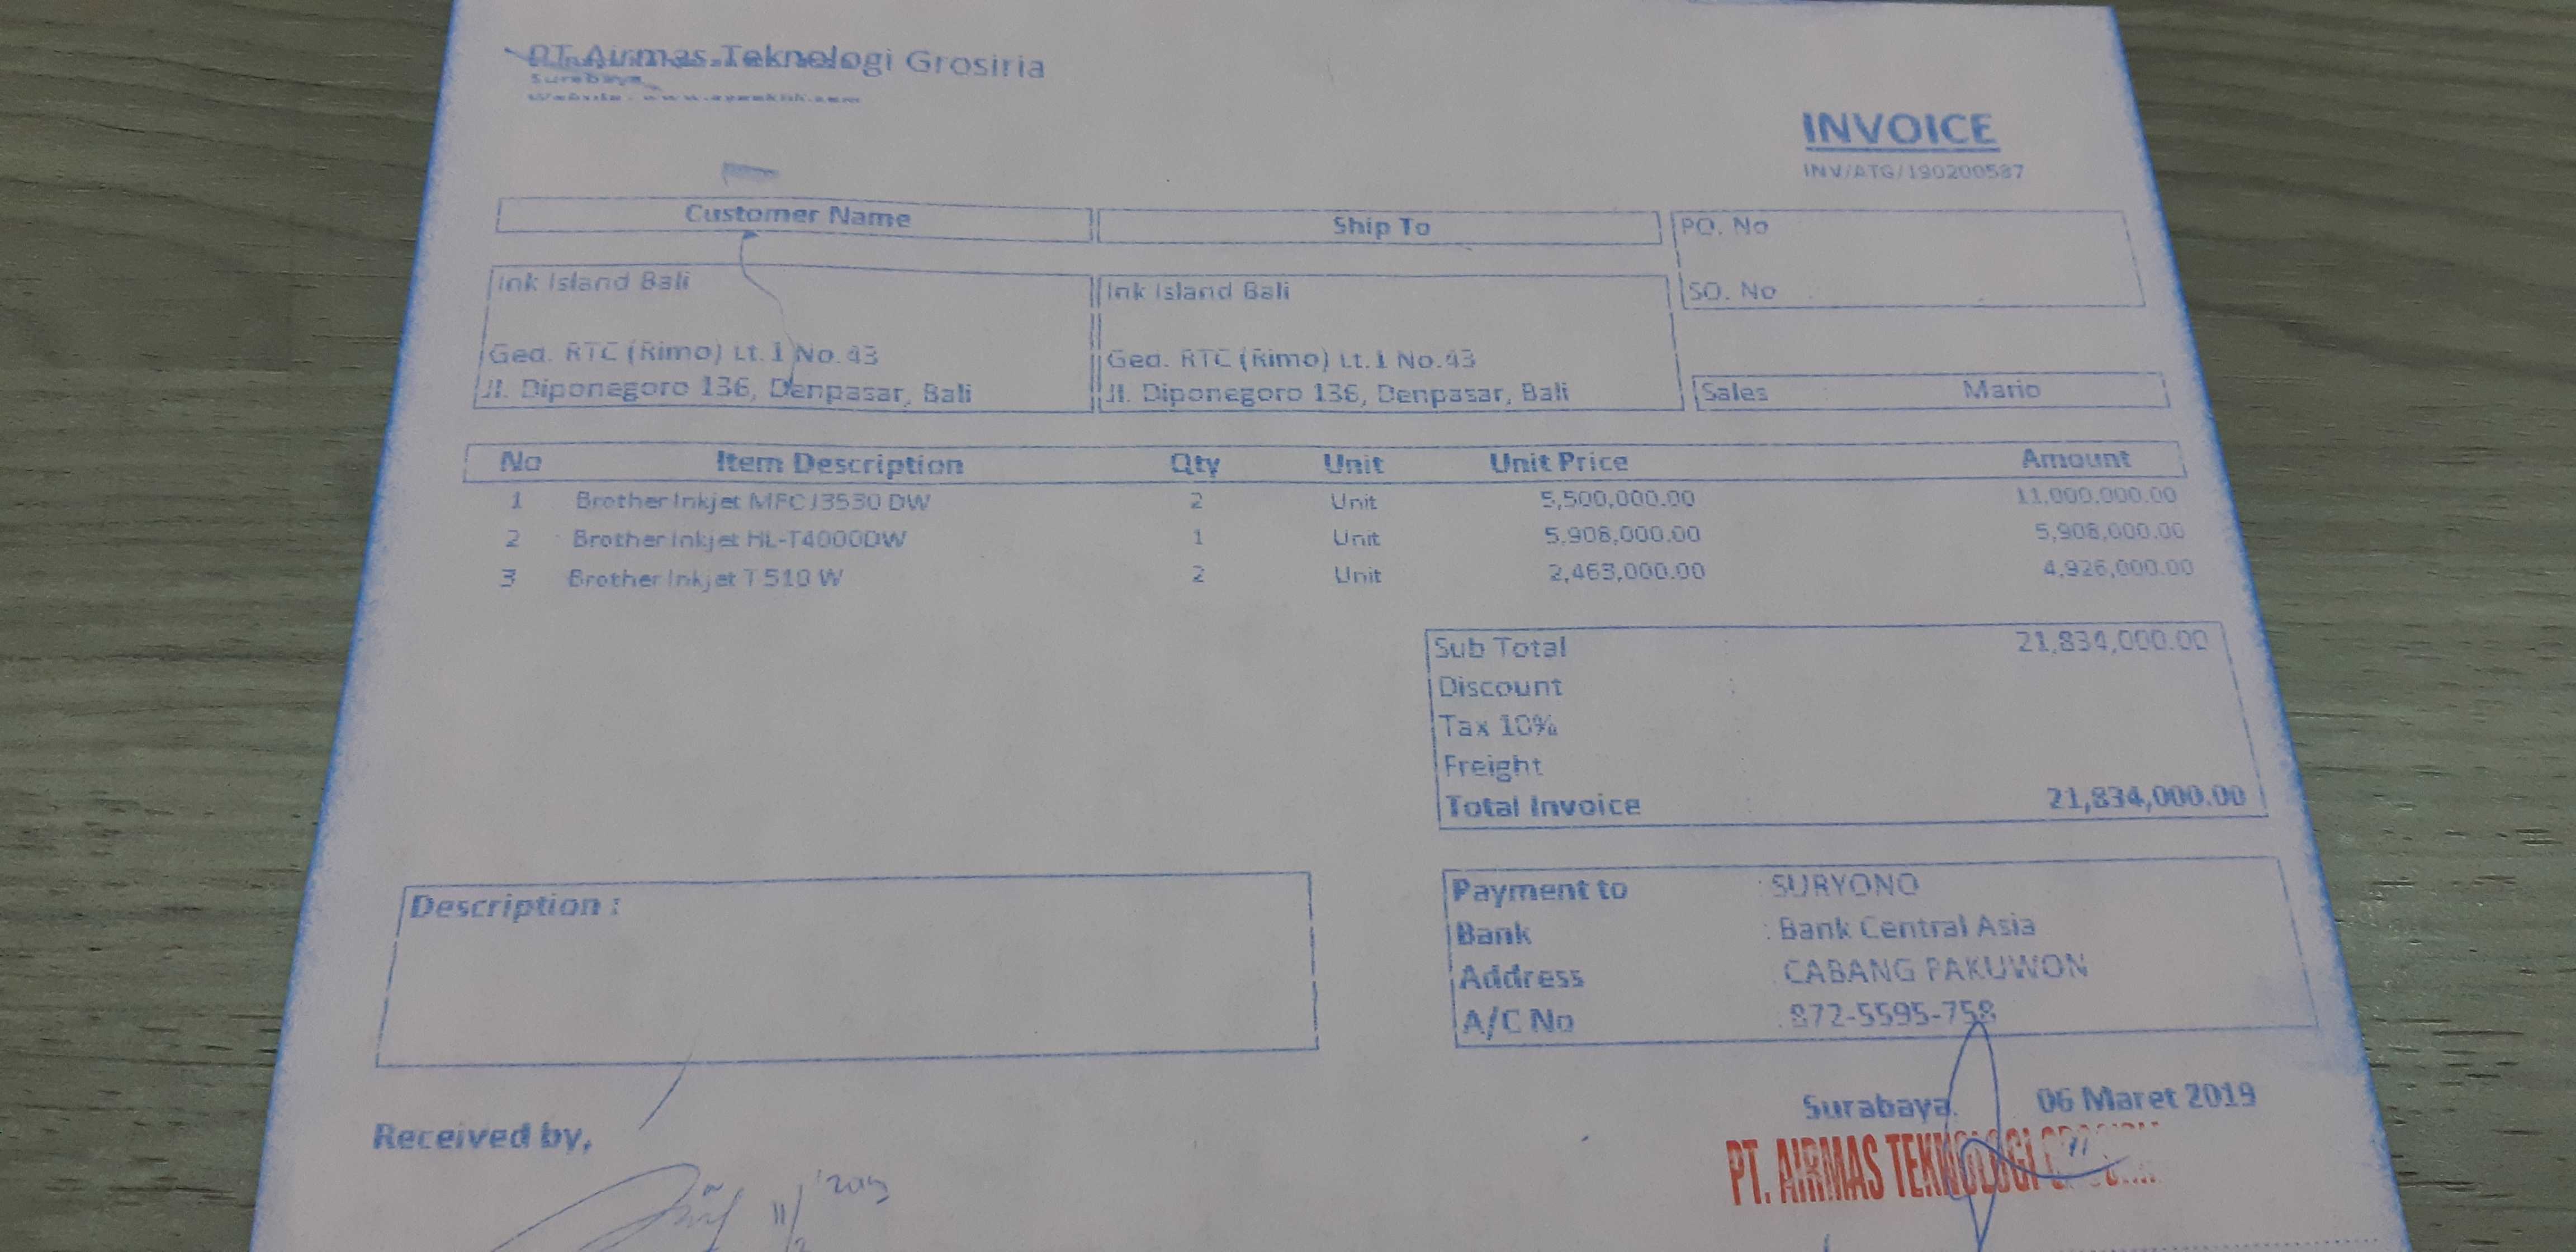 PT. Airmas Teknologi Grosiria
Surabaya
Website :
INVOICE
INV/ATG/190200587
Customer Name
Ship To
PO. No
SO. No
Ink Island Bali
Ged. RTC (Rimo) Lt.1 No.43
Jl. Diponegoro 136, Denpasar, Bali
Ink Island Bali
Ged. RTC (Rimo) Lt.1 No.43
Jl. Diponegoro 136, Denpasar, Bali
Sales Mario
No Item Description Qty Unit Unit Price Amount
1 Brother Inkjet MFC J3530 DW 2 Unit 5,500,000.00 11,000,000.00
2 Brother Inkjet HL-T4000DW 1 Unit 5,908,000.00 5,908,000.00
3 Brother Inkjet T 510 W 2 Unit 2,463,000.00 4,926,000.00
Sub Total 21,834,000.00
Discount :
Tax 10%
Freight
Total Invoice 21,834,000.00
Description :
Payment to : SURYONO
Bank : Bank Central Asia
Address : CABANG PAKUWON
A/C No : 872-5595-758
Surabaya, 06 Maret 2019
Received by,
PT. AIRMAS TEKNOLOGI